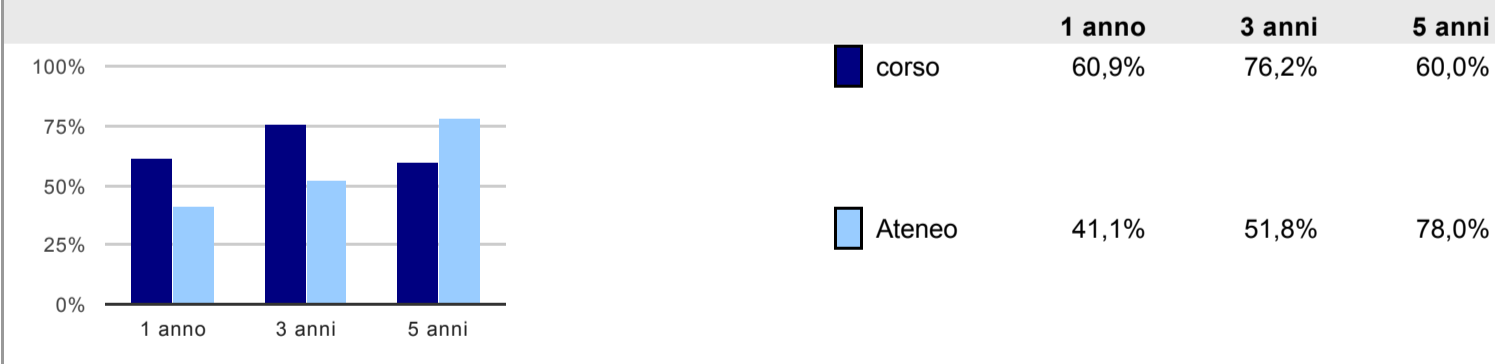 1 anno 3 anni 5 anni
100%
75%
50%
25%
0%
1 anno 3 anni 5 anni
corso 60,9% 76,2% 60,0%
Ateneo 41,1% 51,8% 78,0%